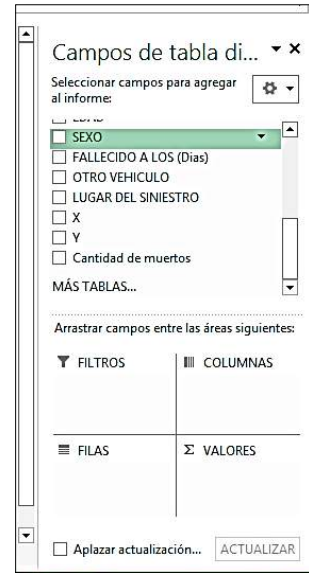 Campos de tabla di...
Seleccionar campos para agregar
al informe:
EDAD
SEXO
FALLECIDO A LOS (Dias)
OTRO VEHICULO
LUGAR DEL SINIESTRO
X
Y
Cantidad de muertos
MÁS TABLAS...
Arrastrar campos entre las áreas siguientes:
FILTROS
COLUMNAS
FILAS
Σ VALORES
Aplazar actualización...
ACTUALIZAR